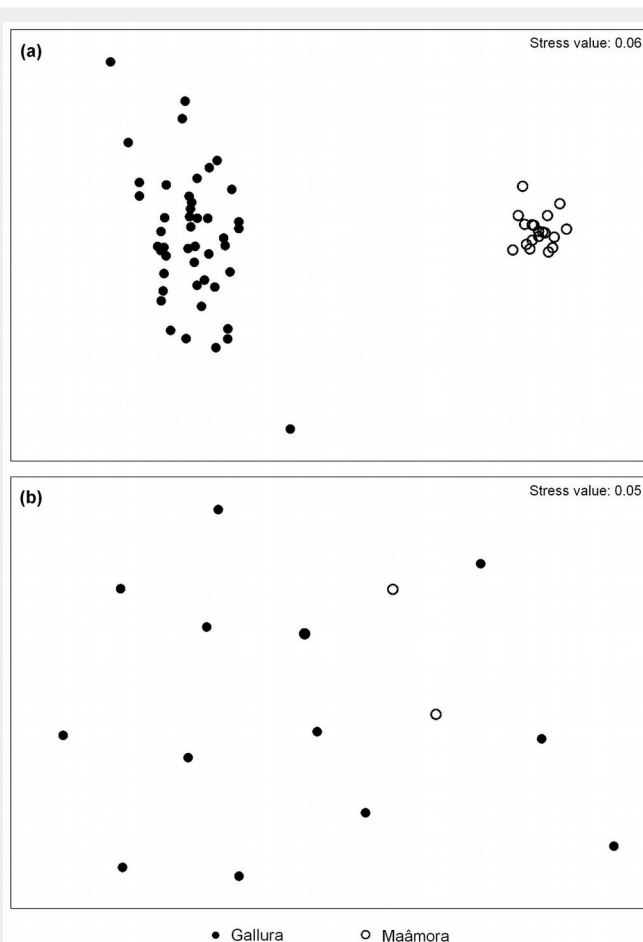 (a)
Stress value: 0.06
(b)
Stress value: 0.05
Gallura
Maâmora